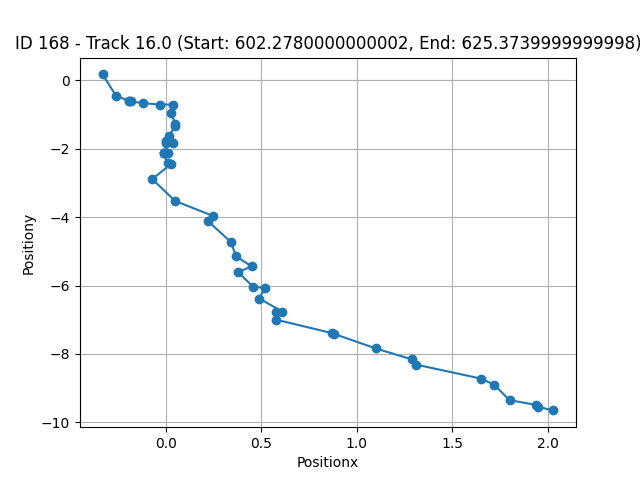 ID 168 - Track 16.0 (Start: 602.2780000000002, End: 625.3739999999998)
0
−2
−4
−6
−8
−10
Positiony
0.0 0.5 1.0 1.5 2.0
Positionx